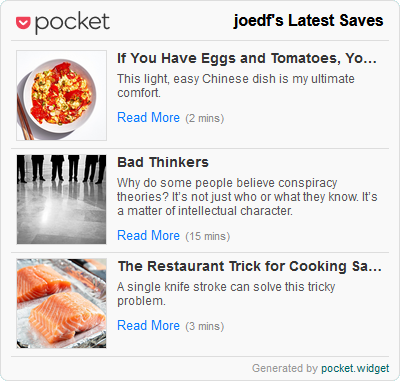 pocket
joedf's Latest Saves
If You Have Eggs and Tomatoes, Yo…
This light, easy Chinese dish is my ultimate
comfort.
Read More (2 mins)
Bad Thinkers
Why do some people believe conspiracy
theories? It's not just who or what they know. It's
a matter of intellectual character.
Read More (15 mins)
The Restaurant Trick for Cooking Sa…
A single knife stroke can solve this tricky
problem.
Read More (3 mins)
Generated by pocket.widget